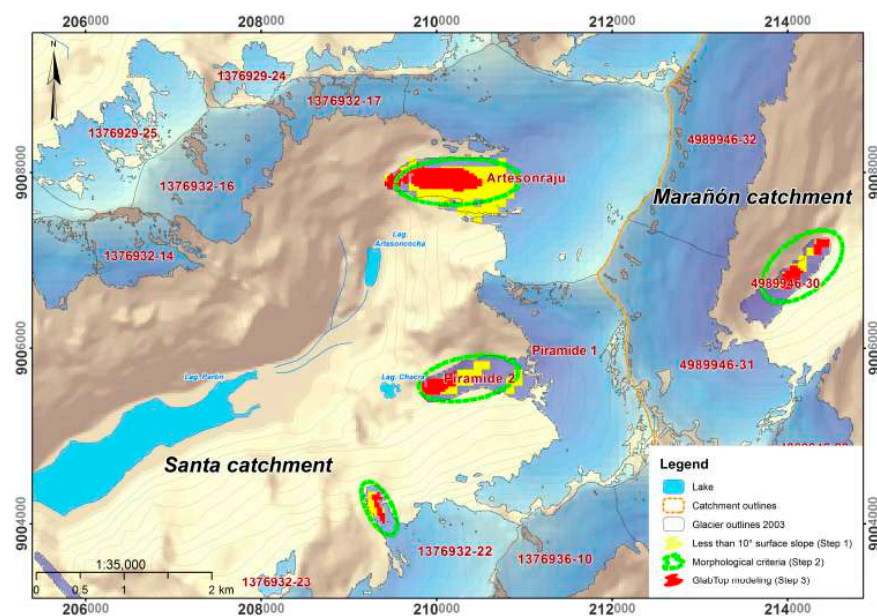 206000
208000
210000
212000
214000
N
1376929-24
1376932-17
4989946-32
1376929-25
9008000
1376932-16
Artesonraju
9008000
Marañón catchment
1376932-14
Lag.
Artesoncocha
4989946-30
9006000
Piramide 1
4989946-31
9006000
Lag. Parón
Lag. Chacra
Piramide 2
Santa catchment
Legend
Lake
Catchment outlines
Glacier outlines 2003
Less than 10° surface slope (Step 1)
Morphological criteria (Step 2)
GlabTop modeling (Step 3)
9004000
9004000
1376932-22
1376936-10
1:35,000
1376932-23
0
0.5
1
2 km
206000
208000
210000
212000
214000